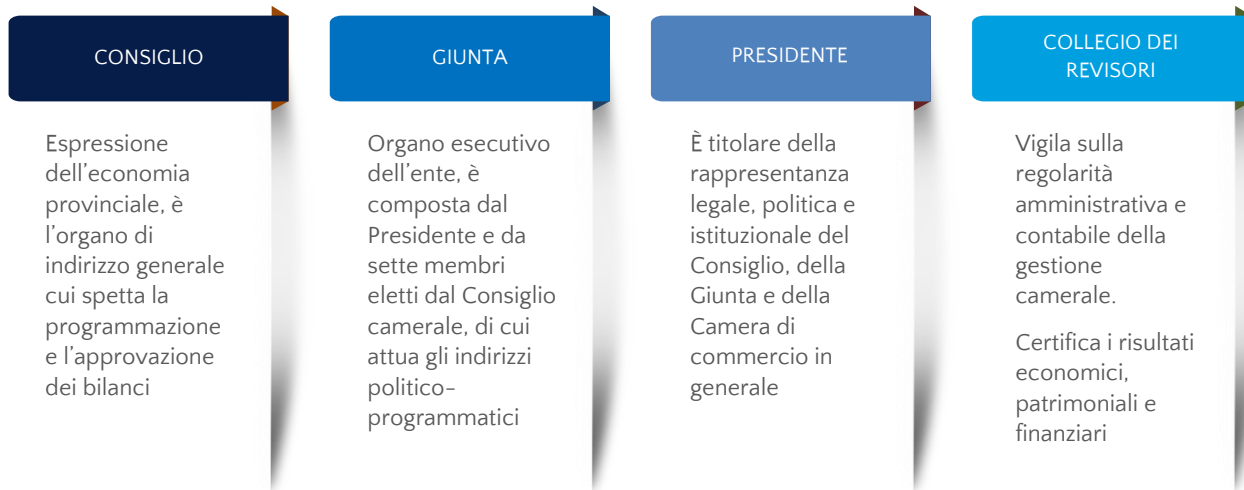 CONSIGLIO
Espressione
dell’economia
provinciale, è
l’organo di
indirizzo generale
cui spetta la
programmazione
e l’approvazione
dei bilanci
GIUNTA
Organo esecutivo
dell’ente, è
composta dal
Presidente e da
sette membri
eletti dal Consiglio
camerale, di cui
attua gli indirizzi
politico-
programmatici
PRESIDENTE
È titolare della
rappresentanza
legale, politica e
istituzionale del
Consiglio, della
Giunta e della
Camera di
commercio in
generale
COLLEGIO DEI
REVISORI
Vigila sulla
regolarità
amministrativa e
contabile della
gestione
camerale.
Certifica i risultati
economici,
patrimoniali e
finanziari